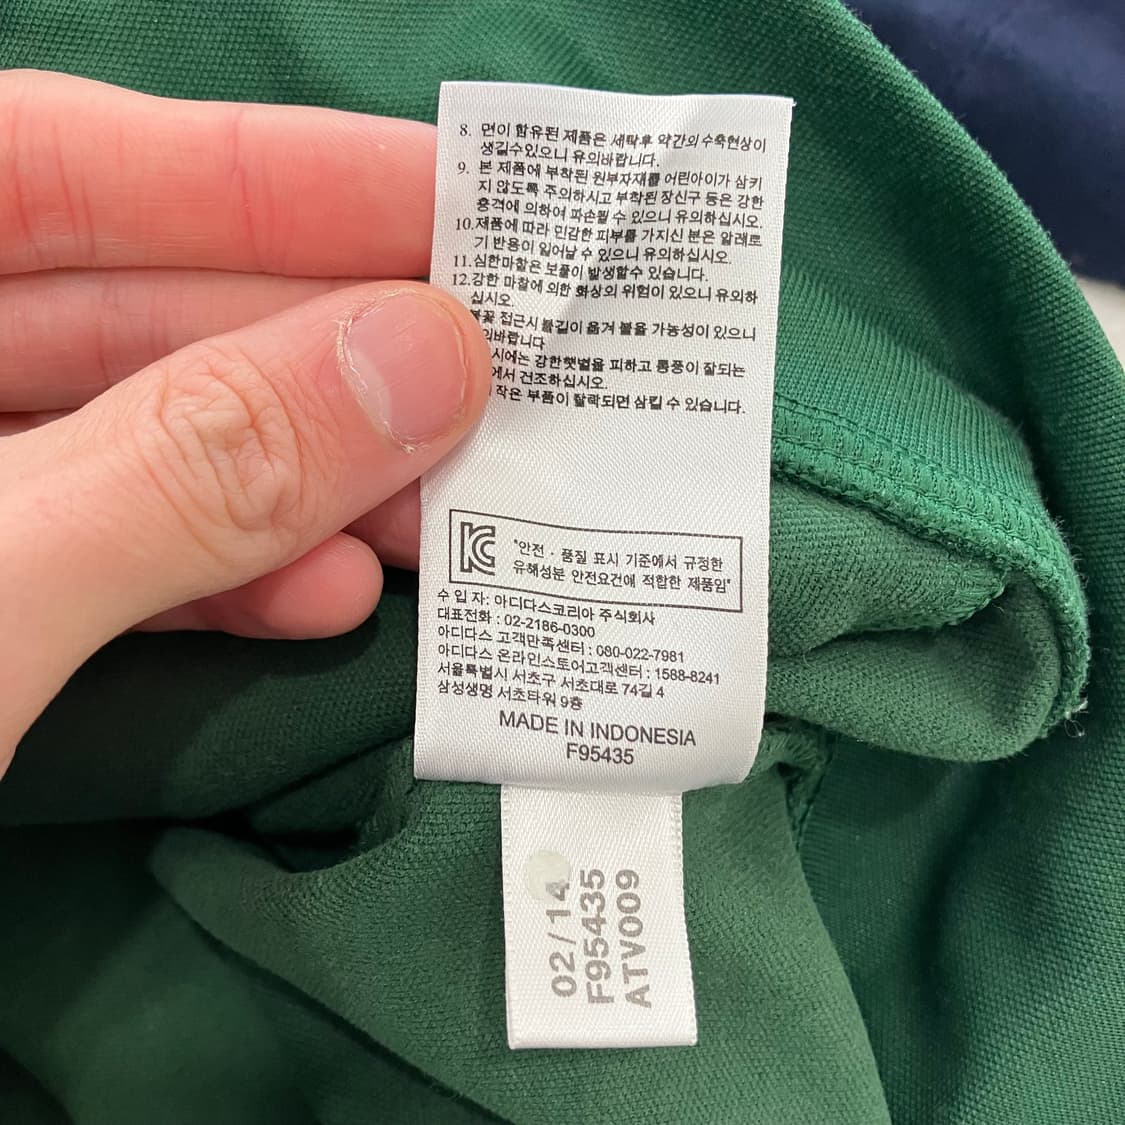 8. 면이 함유된 제품은 세탁후 약간의 수축현상이
생길수있으니 유의바랍니다.
9. 본 제품에 부착된 원부자재를 어린아이가 삼키
지 않도록 주의하시고 부착된 장신구 등은 강한
충격에 의하여 파손될 수 있으니 유의하십시오.
10.제품에 따라 민감한 피부를 가지신 분은 알래르
기 반응이 일어날 수 있으니 유의하십시오.
11.심한마찰은 보풀이 발생할수 있습니다.
12.강한 마찰에 의한 화상의 위험이 있으니 유의하
십시오.
불꽃 접근시 불길이 옮겨 붙을 가능성이 있으니
의바랍니다
시에는 강한햇볕을 피하고 통풍이 잘되는
에서 건조하십시오.
작은 부품이 탈락되면 삼킬 수 있습니다.
KC
"안전 · 품질 표시 기준에서 규정한
유해성분 안전요건에 적합한 제품임"
수 입 자: 아디다스코리아 주식회사
대표전화 : 02-2186-0300
아디다스 고객만족센터 : 080-022-7981
아디다스 온라인스토어고객센터 : 1588-8241
서울특별시 서초구 서초대로 74길 4
삼성생명 서초타워 9층
MADE IN INDONESIA
F95435
02/14
F95435
ATV009